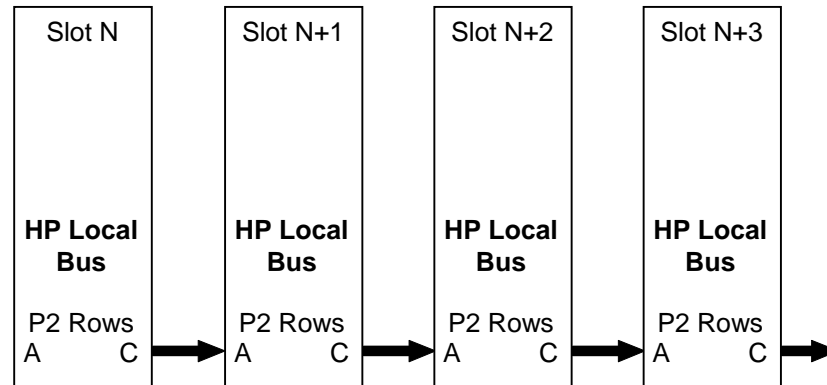 Slot N
Slot N+1
Slot N+2
Slot N+3
HP Local
Bus
HP Local
Bus
HP Local
Bus
HP Local
Bus
P2 Rows
A C
P2 Rows
A C
P2 Rows
A C
P2 Rows
A C